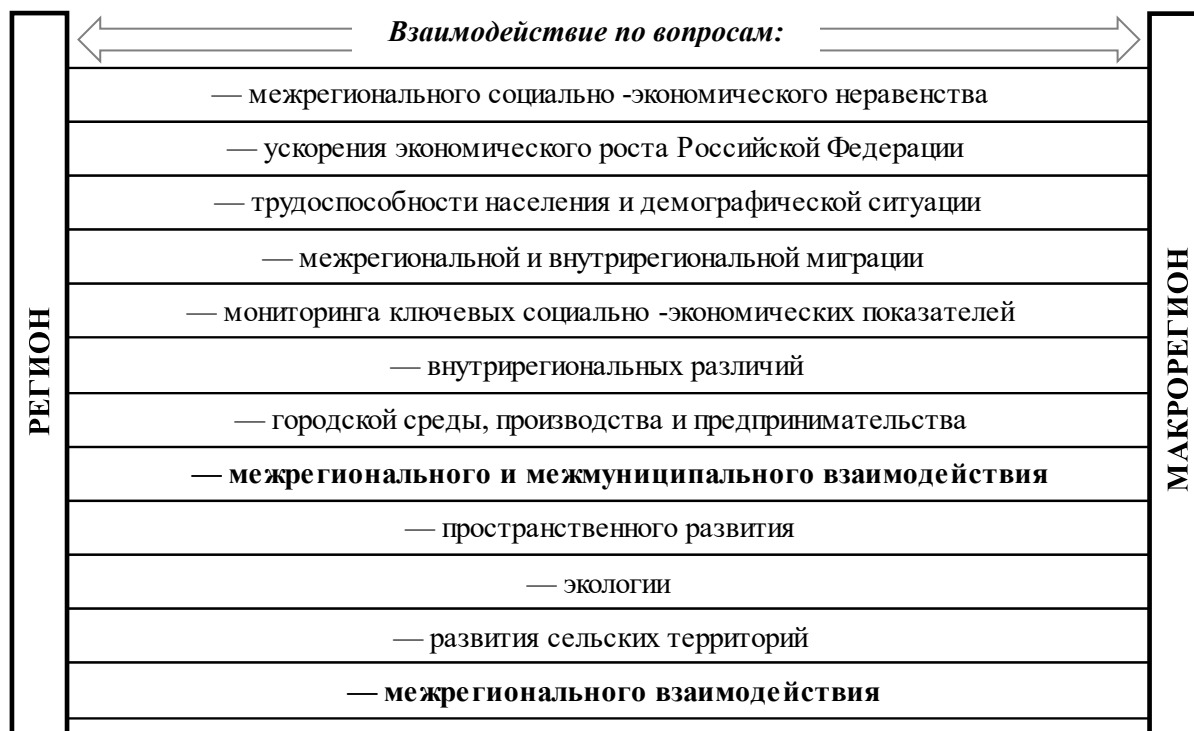 Взаимодействие по вопросам:
— межрегионального социально -экономического неравенства
— ускорения экономического роста Российской Федерации
— трудоспособности населения и демографической ситуации
— межрегиональной и внутрирегиональной миграции
— мониторинга ключевых социально -экономических показателей
— внутрирегиональных различий
— городской среды, производства и предпринимательства
— межрегионального и межмуниципального взаимодействия
— пространственного развития
— экологии
— развития сельских территорий
— межрегионального взаимодействия
РЕГИОН
МАКРОРЕГИОН